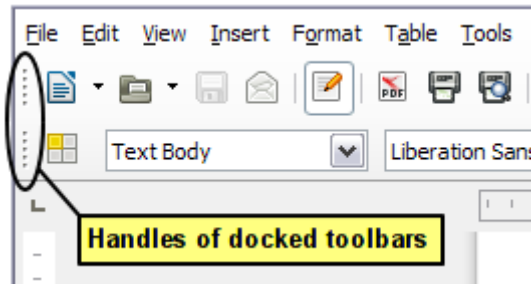 File Edit View Insert Format Table Tools
PDF
Text Body Liberation Sans
Handles of docked toolbars